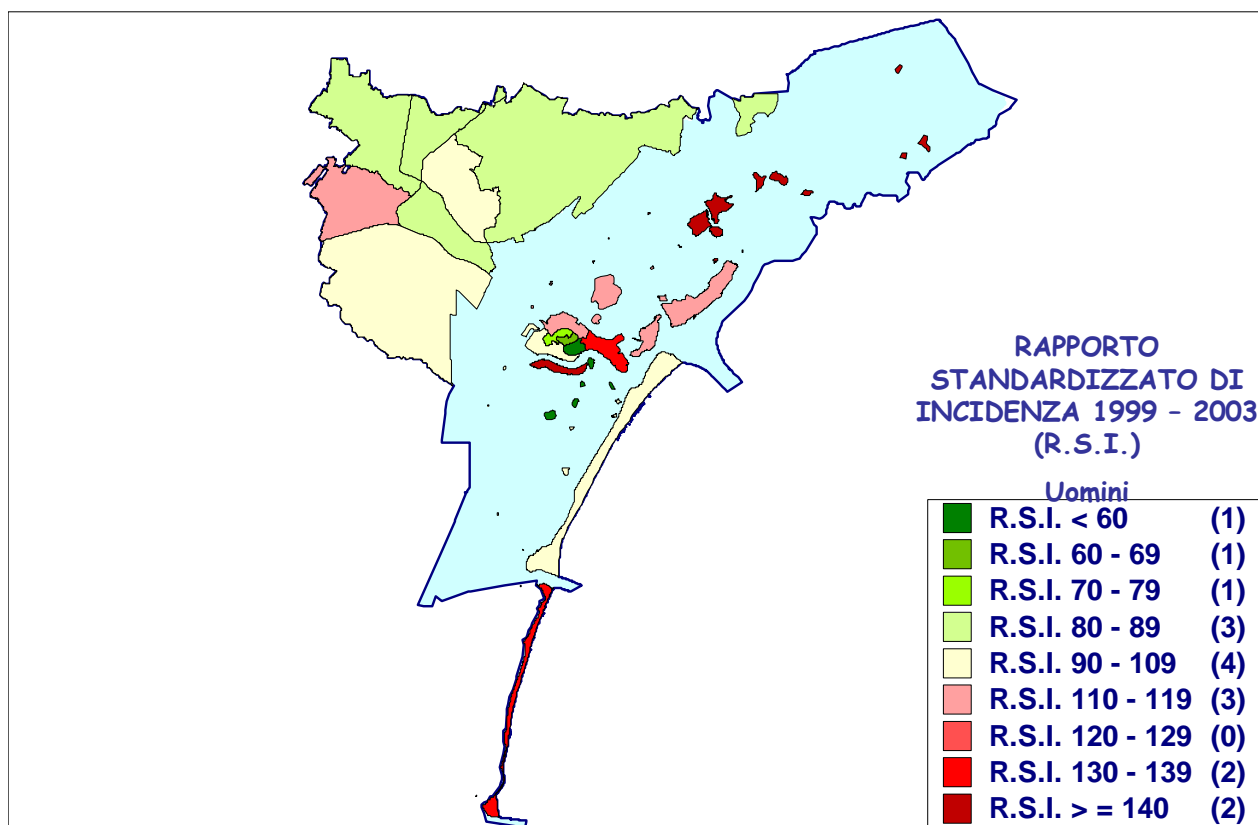 RAPPORTO
STANDARDIZZATO DI
INCIDENZA 1999 - 2003
(R.S.I.)
Uomini
R.S.I. < 60 (1)
R.S.I. 60 - 69 (1)
R.S.I. 70 - 79 (1)
R.S.I. 80 - 89 (3)
R.S.I. 90 - 109 (4)
R.S.I. 110 - 119 (3)
R.S.I. 120 - 129 (0)
R.S.I. 130 - 139 (2)
R.S.I. > = 140 (2)